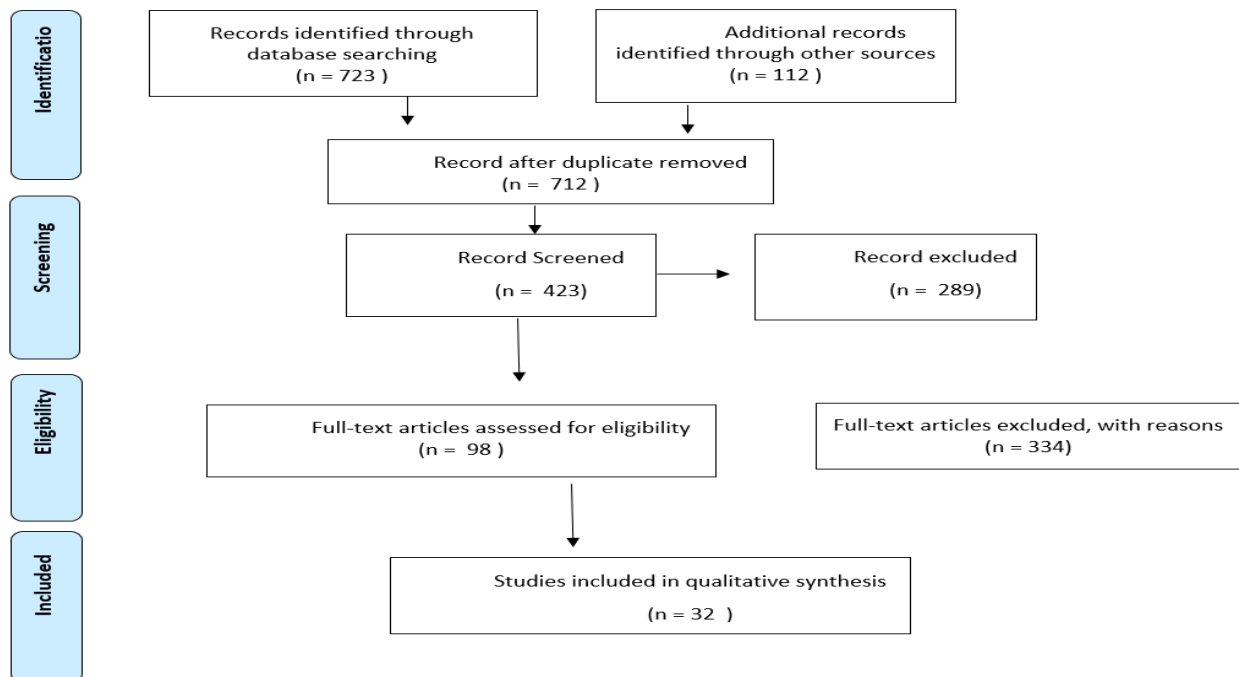 Identificatio
Records identified through
database searching
(n = 723 )
Additional records
identified through other sources
(n = 112 )
Record after duplicate removed
(n = 712 )
Screening
Record Screened
(n = 423)
Record excluded
(n = 289)
Eligibility
Full-text articles assessed for eligibility
(n = 98 )
Full-text articles excluded, with reasons
(n = 334)
Included
Studies included in qualitative synthesis
(n = 32 )